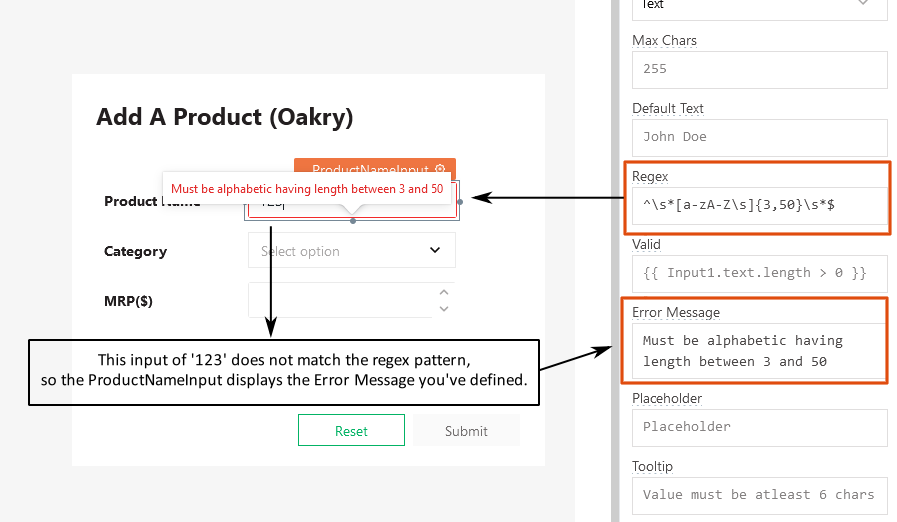 Text
Max Chars
255
Default Text
John Doe
Add A Product (Oakry)
ProductNameInput
Must be alphabetic having length between 3 and 50
Product Name
123
Regex
^\s*[a-zA-Z\s]{3,50}\s*$
Category
Select option
Valid
{{ Input1.text.length > 0 }}
MRP($)
Error Message
Must be alphabetic having
length between 3 and 50
This input of '123' does not match the regex pattern,
so the ProductNameInput displays the Error Message you've defined.
Placeholder
Placeholder
Reset
Submit
Tooltip
Value must be atleast 6 chars